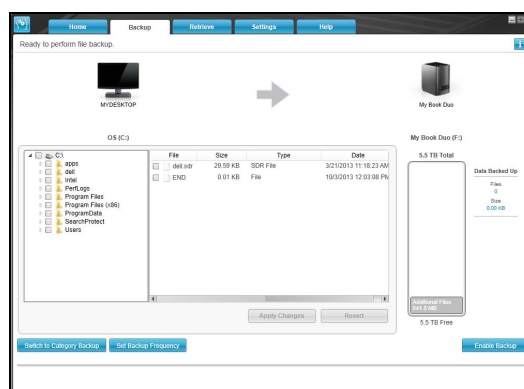 Home Backup Retrieve Settings Help
Ready to perform file backup.
MYDESKTOP
My Book Duo
OS (C:)
My Book Duo (F:)
C:\
apps
dell
Intel
PerfLogs
Program Files
Program Files (x86)
ProgramData
SearchProtect
Users
File Size Type Date
dell.sdr 29.59 KB SDR File 3/21/2013 11:18:23 AM
END 0.01 KB File 10/3/2013 12:03:08 PM
5.5 TB Total
Data Backed Up
Files
0
Size
0.00 KB
Additional Files
841.8 MB
5.5 TB Free
Apply Changes Revert
Switch to Category Backup Set Backup Frequency Enable Backup